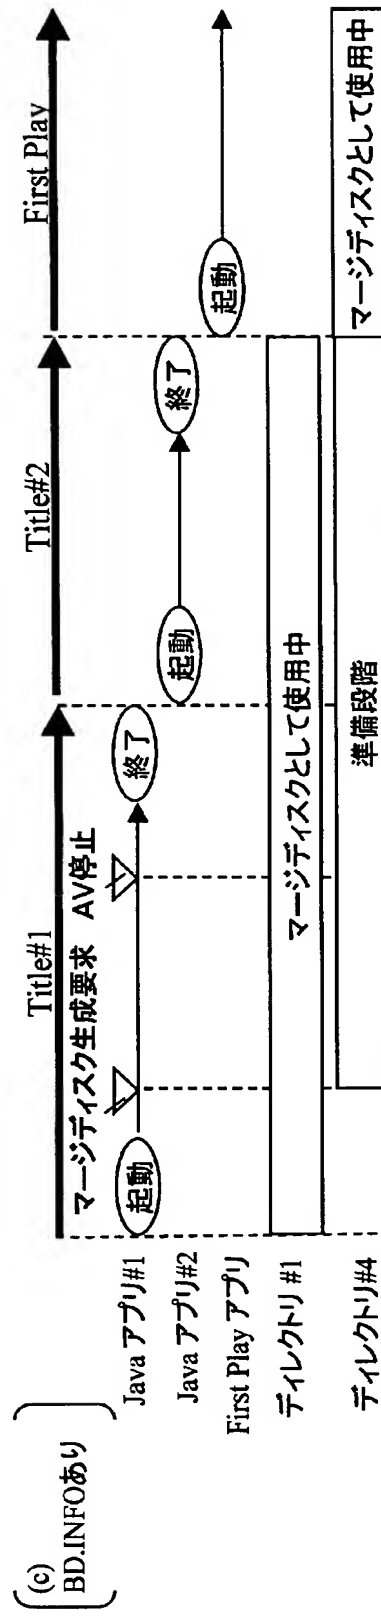 (c)
BD.INFOあり
Title#1
Title#2
First Play
マージディスク生成要求
AV停止
Java アプリ#1
起動
終了
Java アプリ#2
起動
終了
First Play アプリ
起動
ディレクトリ #1
マージディスクとして使用中
ディレクトリ#4
準備段階
マージディスクとして使用中